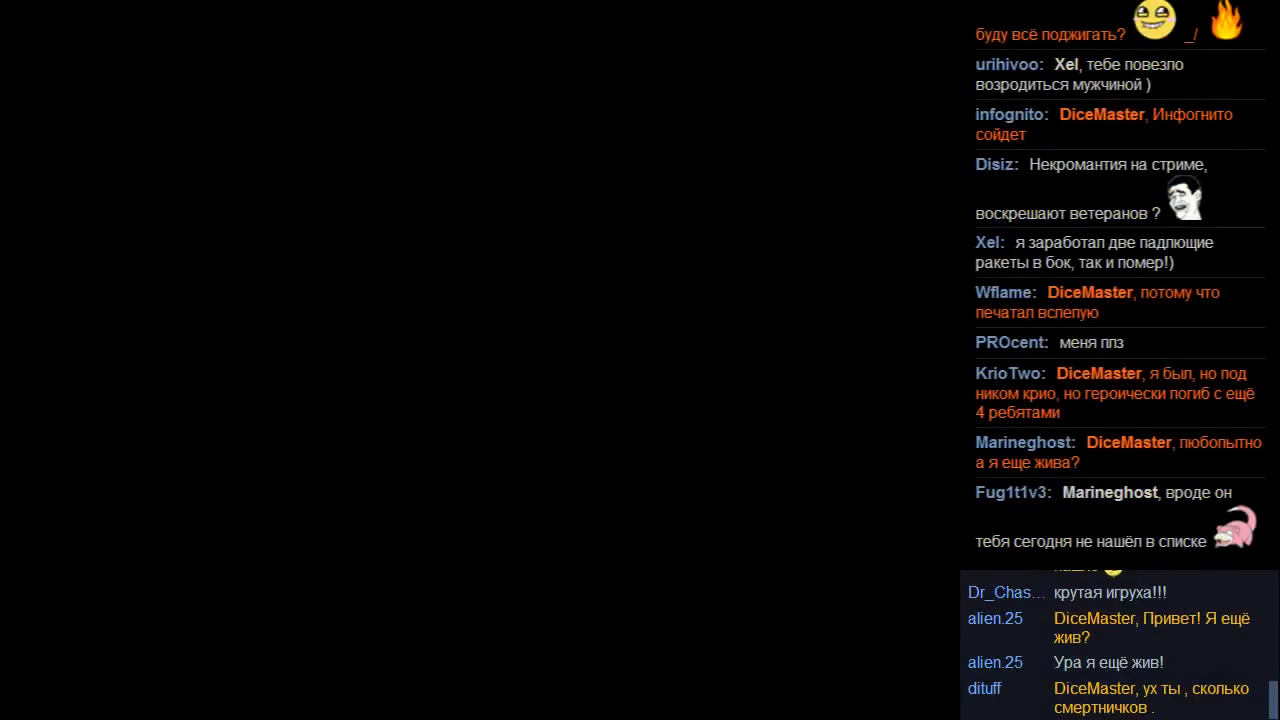 буду всё поджигать? _/
urihivoo: Xel, тебе повезло
возродиться мужчиной )
infognito: DiceMaster, Инфогнито
сойдет
Disiz: Некромантия на стриме,
воскрешают ветеранов ?
Xel: я заработал две падлющие
ракеты в бок, так и помер!)
Wflame: DiceMaster, потому что
печатал вслепую
PROcent: меня плз
KrioTwo: DiceMaster, я был, но под
ником крио, но героически погиб с ещё
4 ребятами
Marineghost: DiceMaster, любопытно
а я еще жива?
Fug1t1v3: Marineghost, вроде он
тебя сегодня не нашёл в списке
Dr_Chas… крутая игруха!!!
alien.25 DiceMaster, Привет! Я ещё
жив?
alien.25 Ура я ещё жив!
dituff DiceMaster, ух ты , сколько
смертничков .